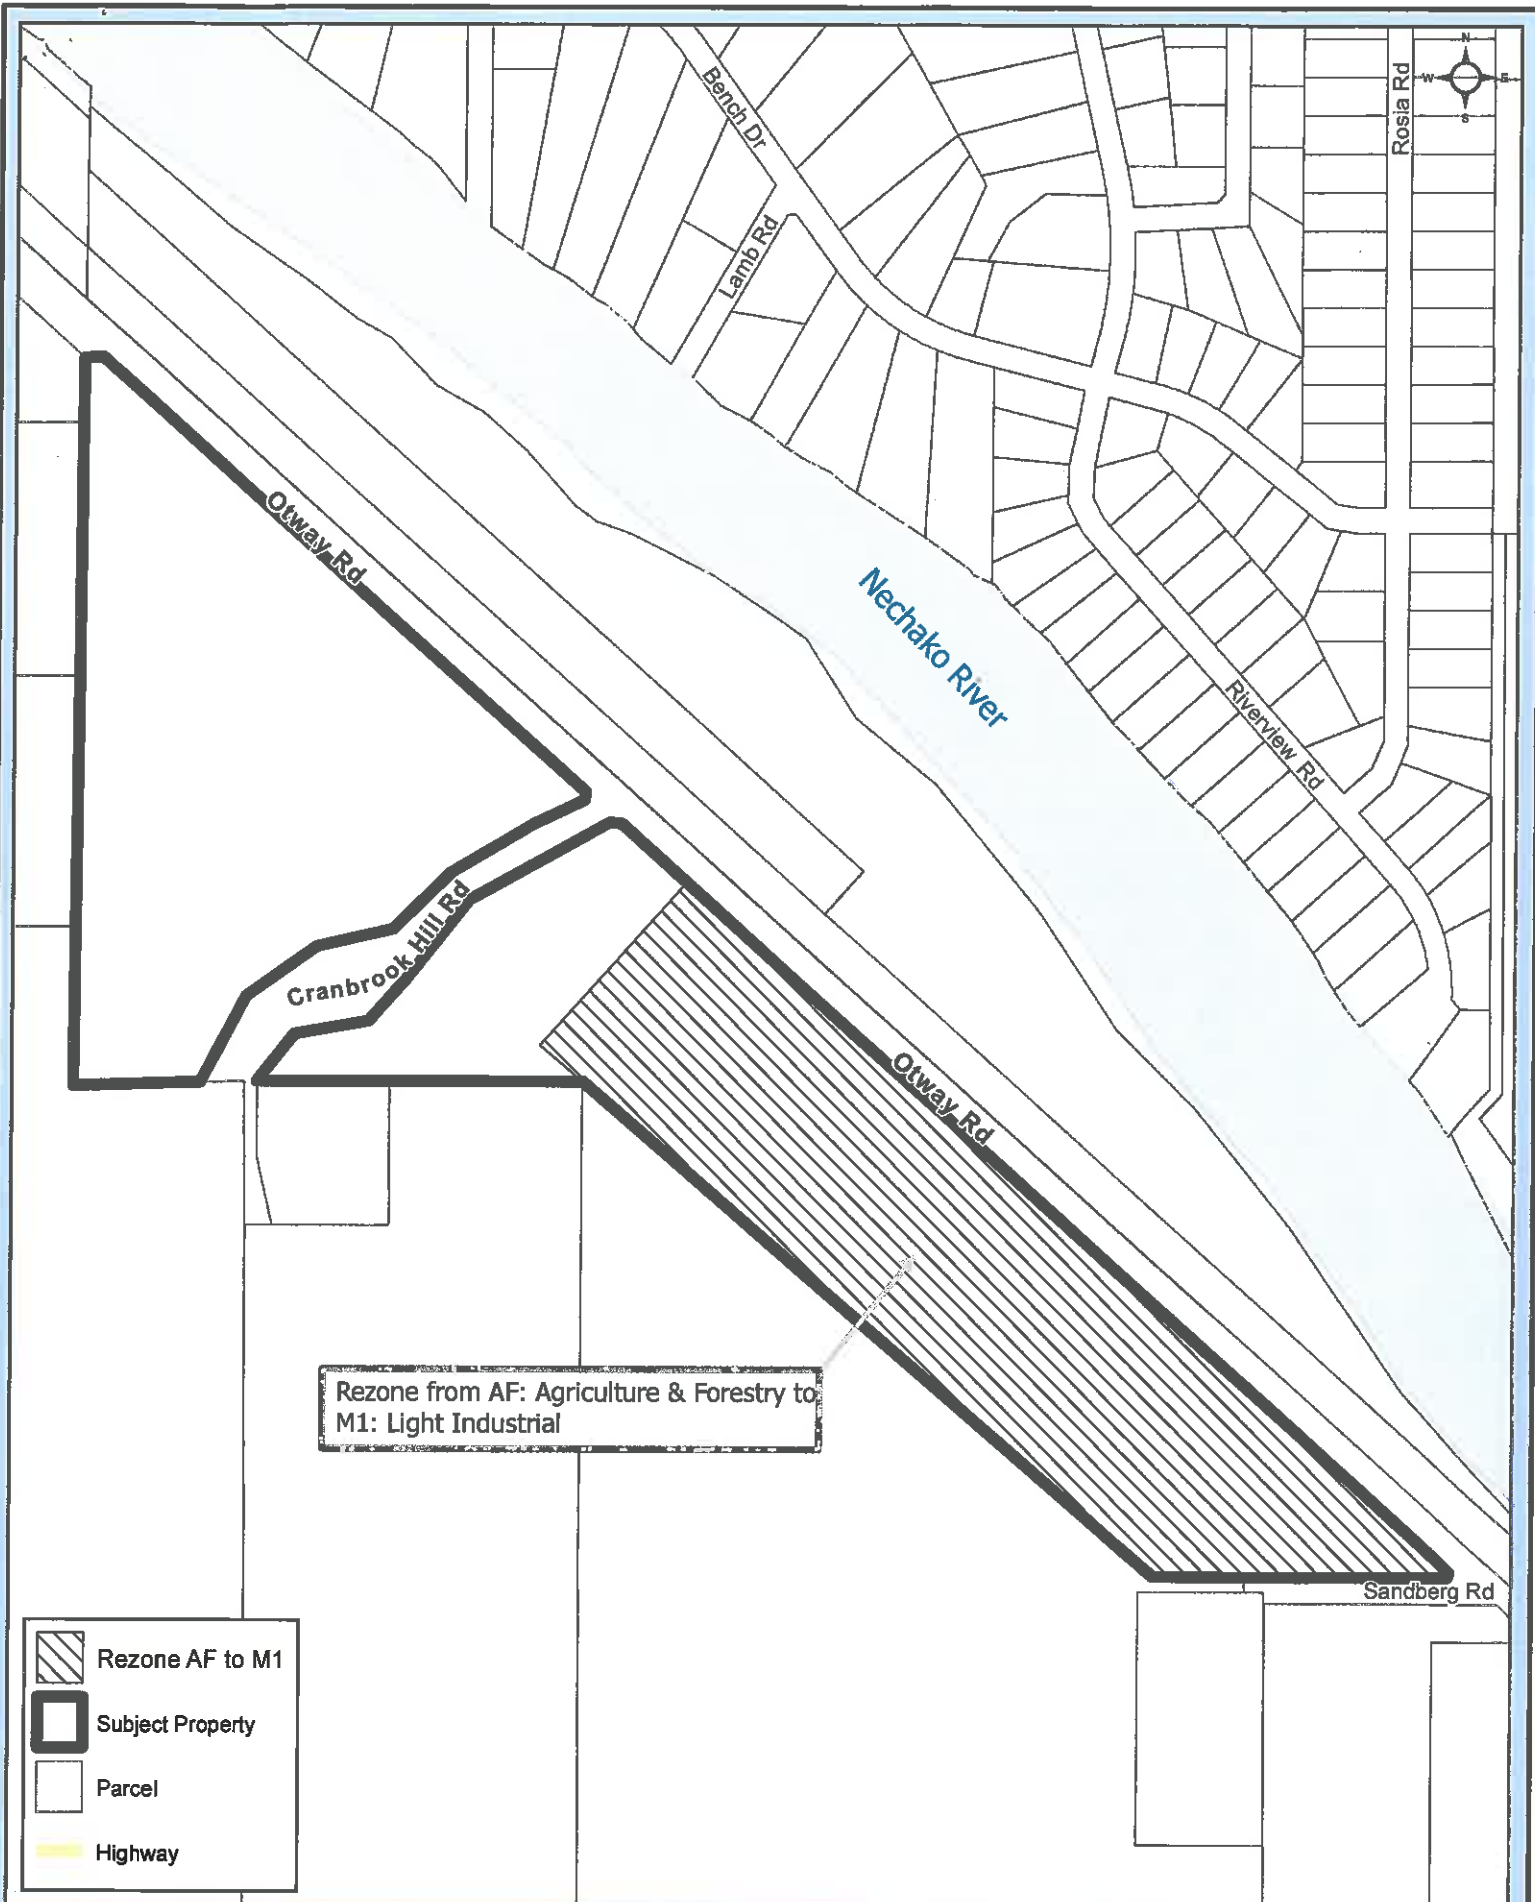 N
W
E
S
Bench Dr
Rosia Rd
Lamb Rd
Otway Rd
Nechako River
Riverview Rd
Cranbrook Hill Rd
Otway Rd
Rezone from AF: Agriculture & Forestry to
M1: Light Industrial
Sandberg Rd
Rezone AF to M1
Subject Property
Parcel
Highway